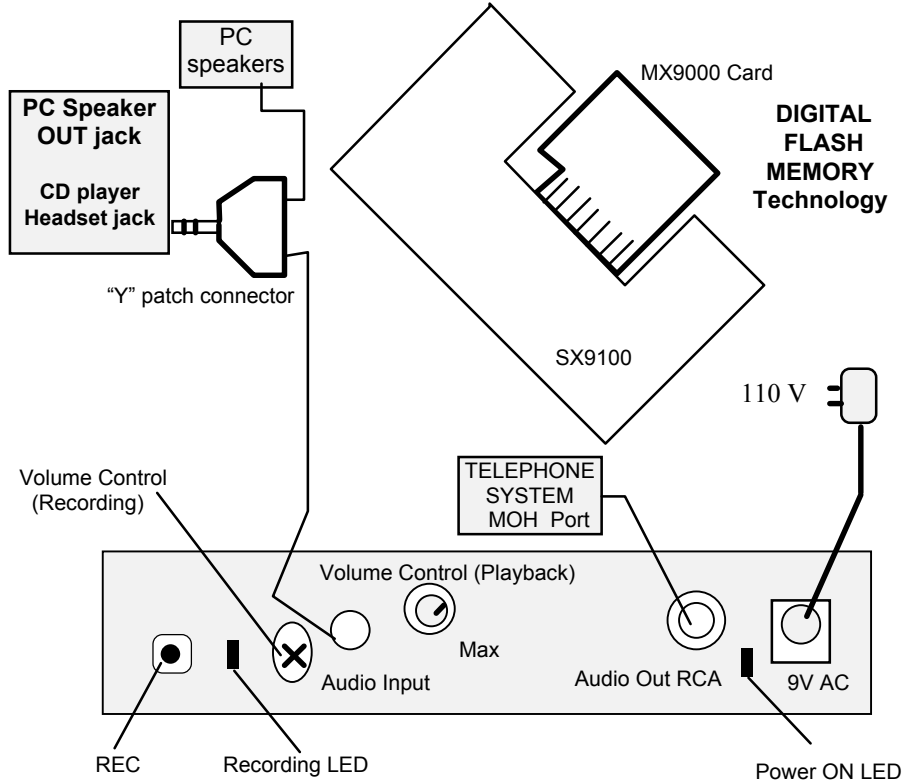 PC
speakers
PC Speaker
OUT jack
CD player
Headset jack
“Y” patch connector
MX9000 Card
DIGITAL
FLASH
MEMORY
Technology
SX9100
110 V
Volume Control
(Recording)
TELEPHONE
SYSTEM
MOH Port
Volume Control (Playback)
Max
Audio Input
Audio Out RCA
9V AC
REC
Recording LED
Power ON LED